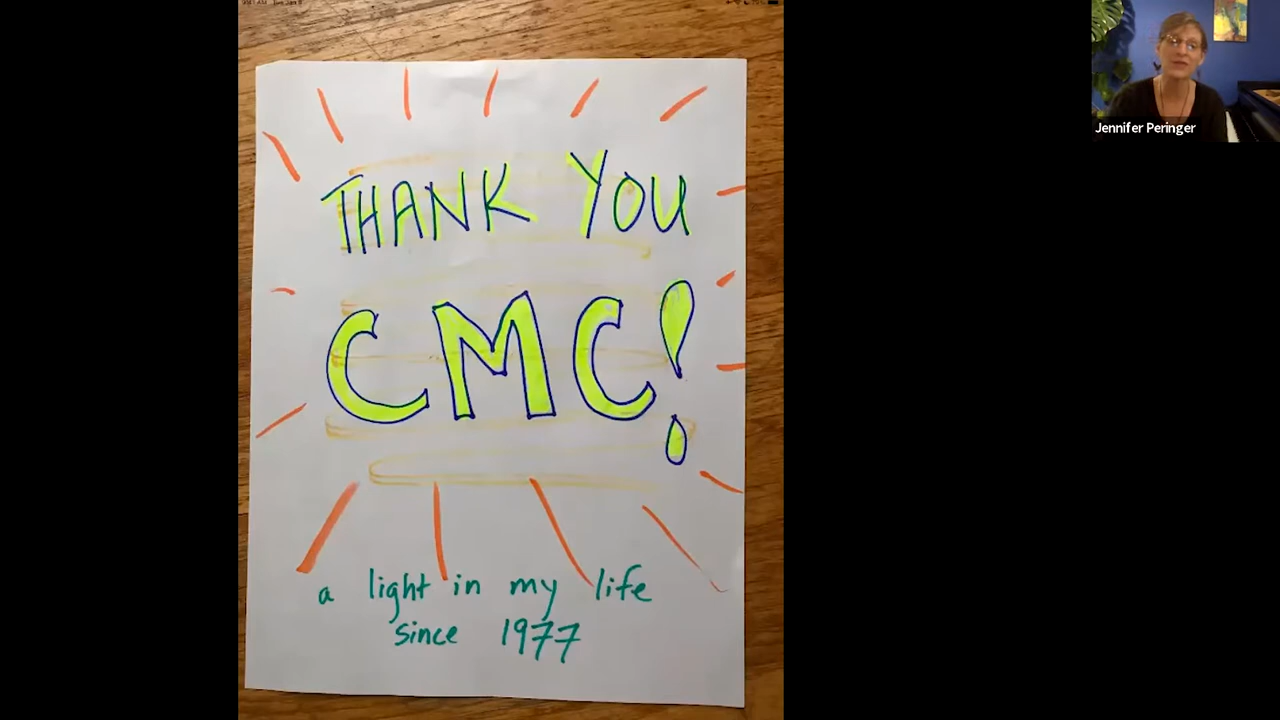 THANK YOU
CMC!
a light in my life
since 1977
Jennifer Peringer